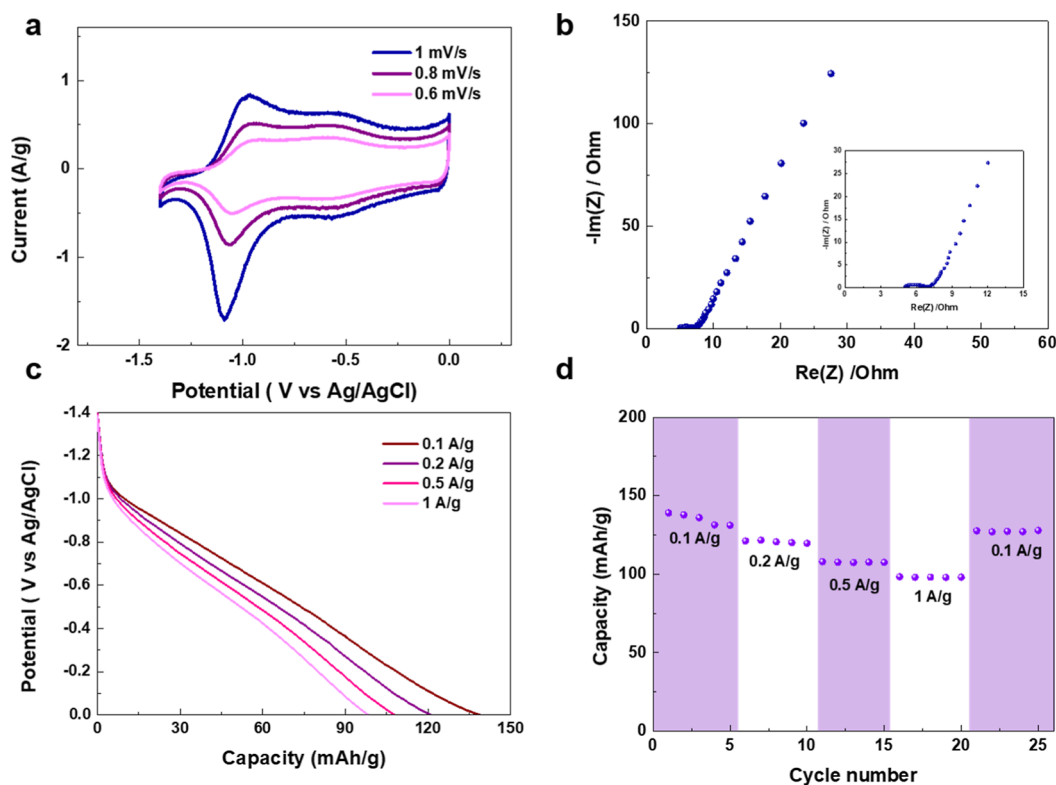 a
1 mV/s
0.8 mV/s
0.6 mV/s
1
0
-1
-2
-1.0
-0.5
0.0
Current (A/g)
Potential ( V vs Ag/AgCl)
b
150
100
50
0
0
10
20
30
40
50
60
-Im(Z) / Ohm
Re(Z) /Ohm
30
25
20
15
10
5
0
0
3
6
9
12
15
-Im(Z) / Ohm
Re(Z) /Ohm
c
-1.4
-1.2
-1.0
-0.8
-0.6
-0.4
-0.2
0.0
0
30
60
90
120
150
0.1 A/g
0.2 A/g
0.5 A/g
1 A/g
Potential ( V vs Ag/AgCl)
Capacity (mAh/g)
d
200
150
100
50
0
0
5
10
15
20
25
0.1 A/g
0.2 A/g
0.5 A/g
1 A/g
0.1 A/g
Capacity (mAh/g)
Cycle number